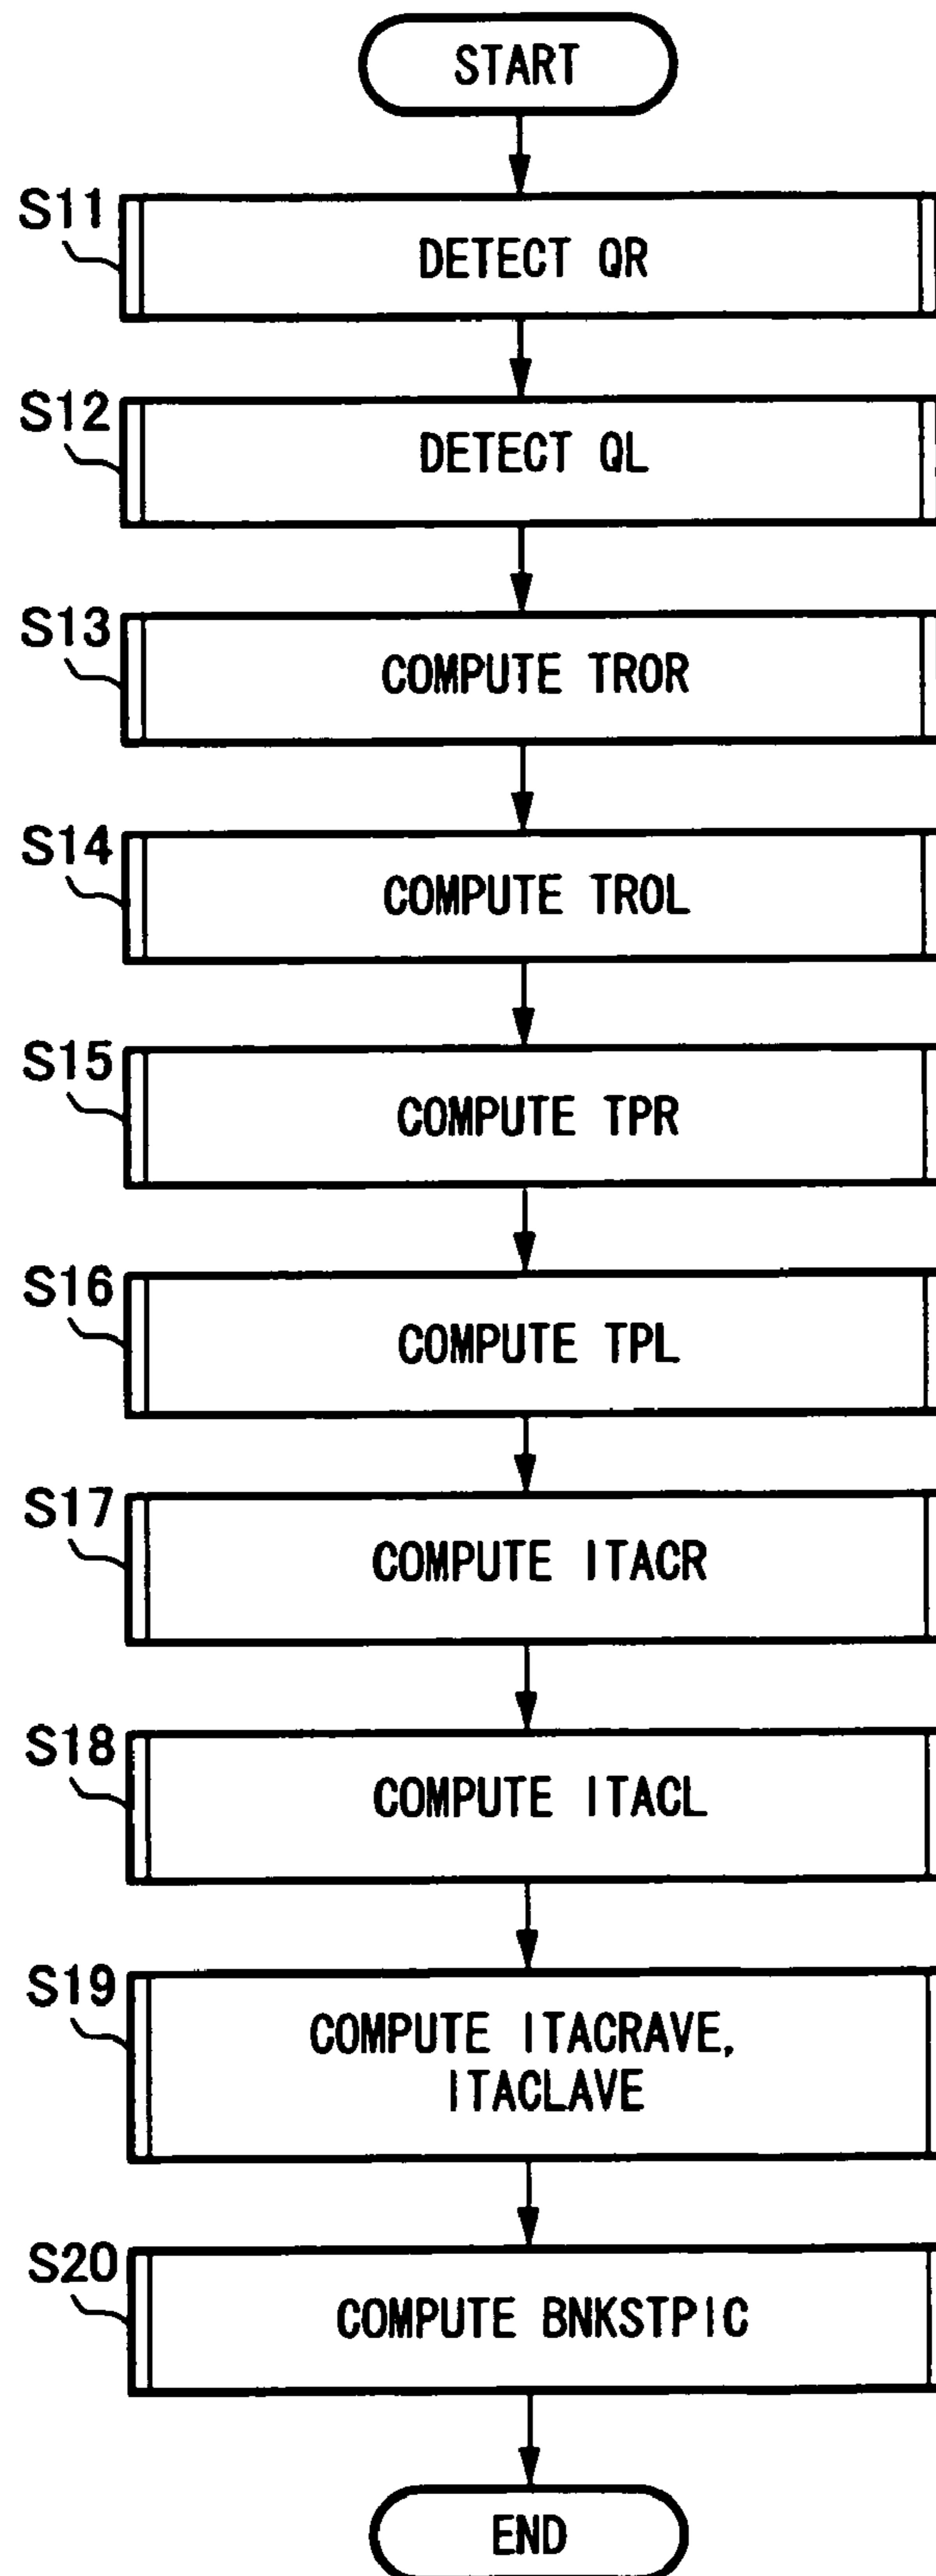 START
S11
DETECT QR
S12
DETECT QL
S13
COMPUTE TROR
S14
COMPUTE TROL
S15
COMPUTE TPR
S16
COMPUTE TPL
S17
COMPUTE ITACR
S18
COMPUTE ITACL
S19
COMPUTE ITACRAVE,
ITACLAVE
S20
COMPUTE BNKSTPIC
END